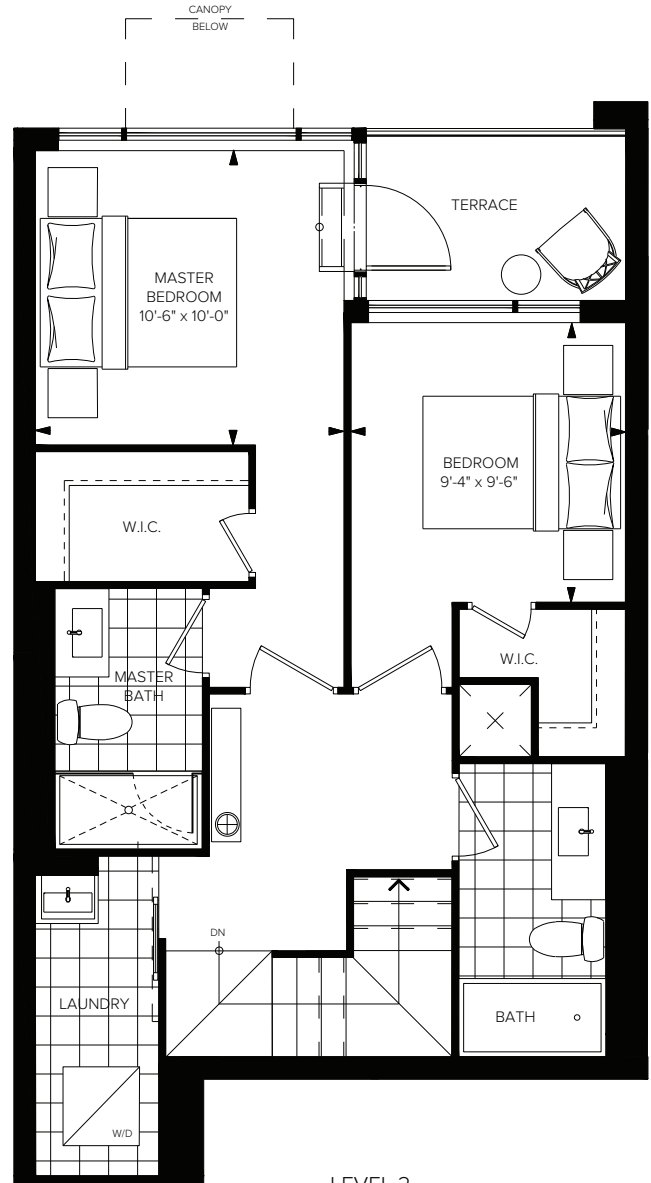 CANOPY
BELOW
TERRACE
MASTER
BEDROOM
10'-6" x 10'-0"
BEDROOM
9'-4" x 9'-6"
W.I.C.
W.I.C.
MASTER
BATH
DN
LAUNDRY
BATH
W/D